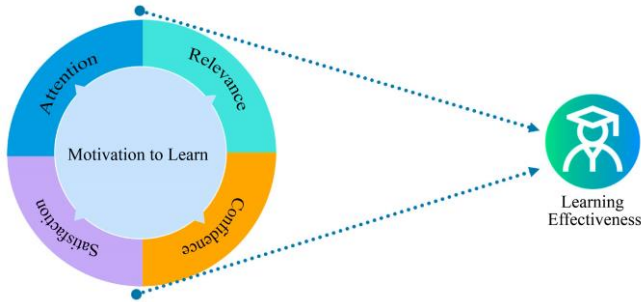 Attention
Relevance
Motivation to Learn
Satisfaction
Confidence
Learning
Effectiveness